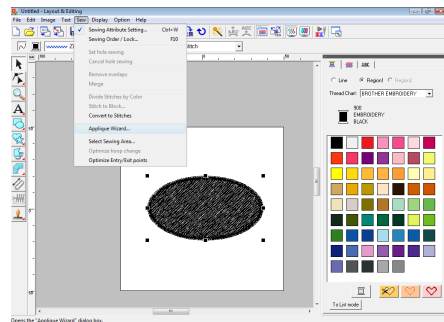 Untitled - Layout & Editing
File Edit Image Text Sew Display Option Help
Sewing Attribute Setting... Ctrl+W
Sewing Order / Lock... F10
Set hole sewing
Cancel hole sewing
Remove overlaps
Merge
Divide Stitches by Color
Stitch to Block...
Convert to Stitches
Applique Wizard...
Select Sewing Area...
Optimize hoop change
Optimize Entry/Exit points
ABC
Line Region1 Region2
Thread Chart: BROTHER EMBROIDERY
900
EMBROIDERY
BLACK
To List mode
Opens the "Applique Wizard" dialog box.